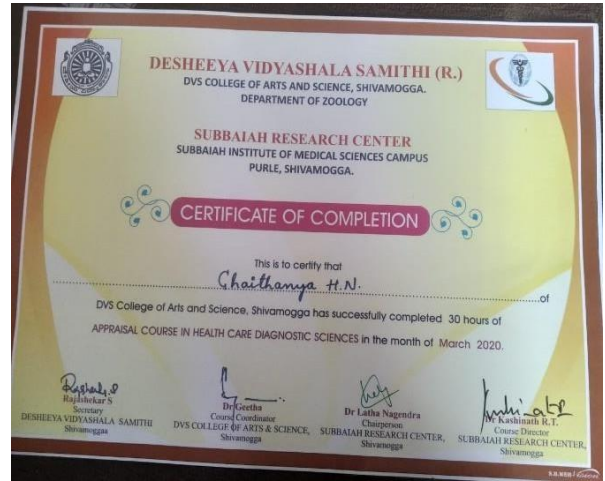 DESHEEYA VIDYASHALA SAMITHI (R.)
DVS COLLEGE OF ARTS AND SCIENCE, SHIVAMOGGA.
DEPARTMENT OF ZOOLOGY
SUBBAIAH RESEARCH CENTER
SUBBAIAH INSTITUTE OF MEDICAL SCIENCES CAMPUS
PURLE, SHIVAMOGGA.
CERTIFICATE OF COMPLETION
This is to certify that
Chaithanya H.N.
of
DVS College of Arts and Science, Shivamogga has successfully completed 30 hours of
APPRAISAL COURSE IN HEALTH CARE DIAGNOSTIC SCIENCES in the month of March 2020.
Rajashekar S
Secretary
DESHEEYA VIDYASHALA SAMITHI
Shivamoggaa
Dr Geetha
Course Coordinator
DVS COLLEGE OF ARTS & SCIENCE,
Shivamogga
Dr Latha Nagendra
Chairperson
SUBBAIAH RESEARCH CENTER,
Shivamogga
Dr Kashinath R.T.
Course Director
SUBBAIAH RESEARCH CENTER,
Shivamogga